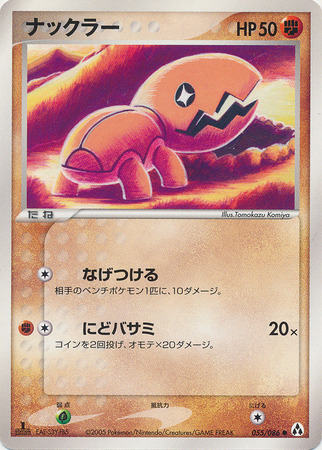 ナックラー HP50
たね
Illus.Tomokazu Komiya
なげつける
相手のベンチポケモン1匹に、10ダメージ。
にどバサミ 20×
コインを2回投げ、オモテ×20ダメージ。
弱点 抵抗力 にげる
©2005 Pokémon/Nintendo/Creatures/GAME FREAK. 055/086 ●